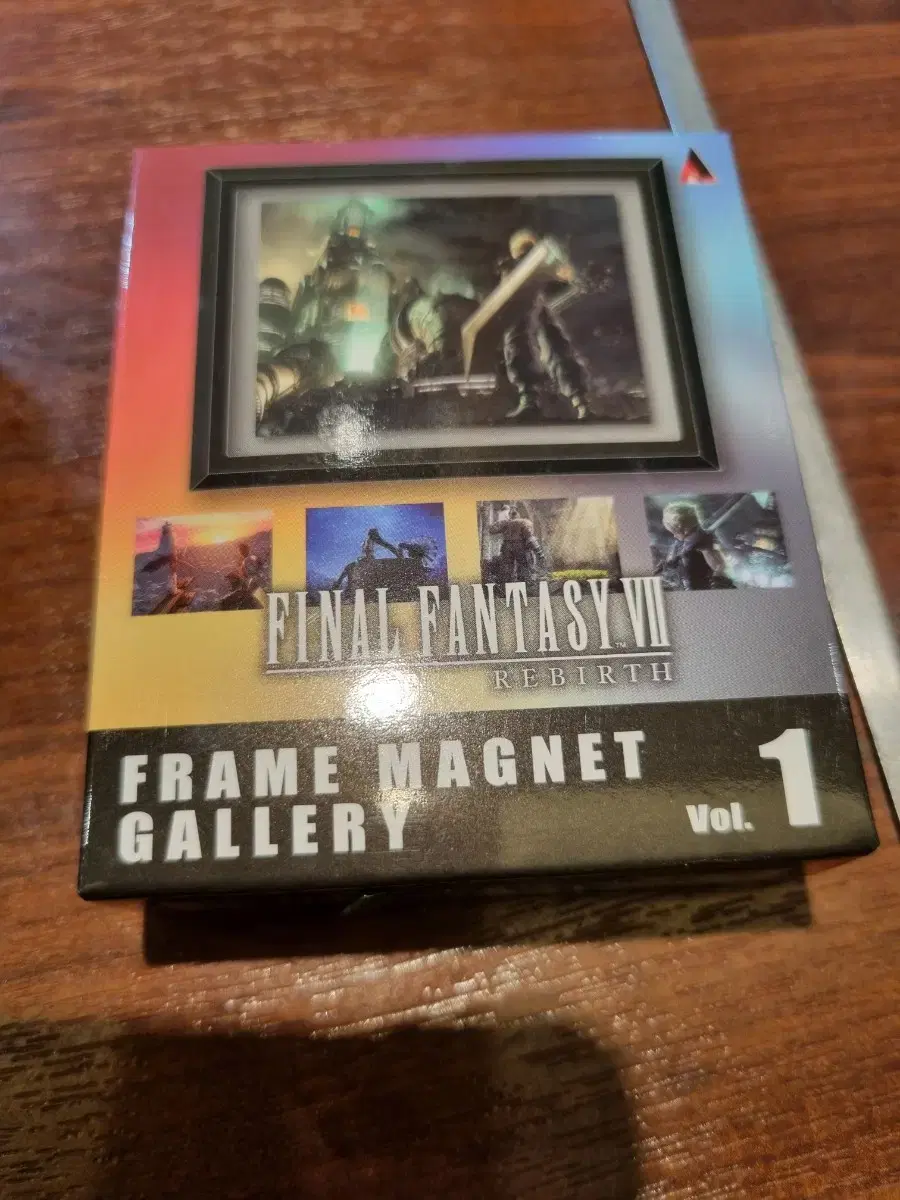 FINAL FANTASY VII
REBIRTH
FRAME MAGNET
GALLERY
Vol. 1